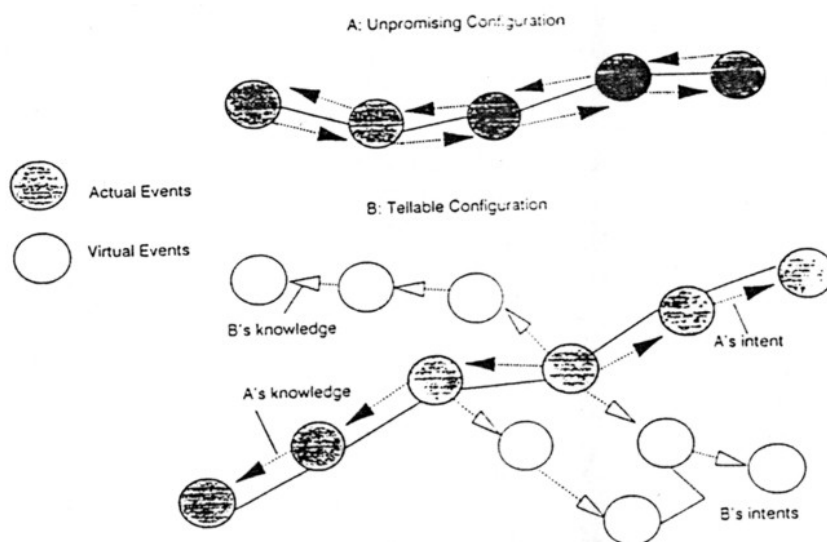 A: Unpromising Configuration
Actual Events
B: Tellable Configuration
Virtual Events
B's knowledge
A's intent
A's knowledge
B's intents